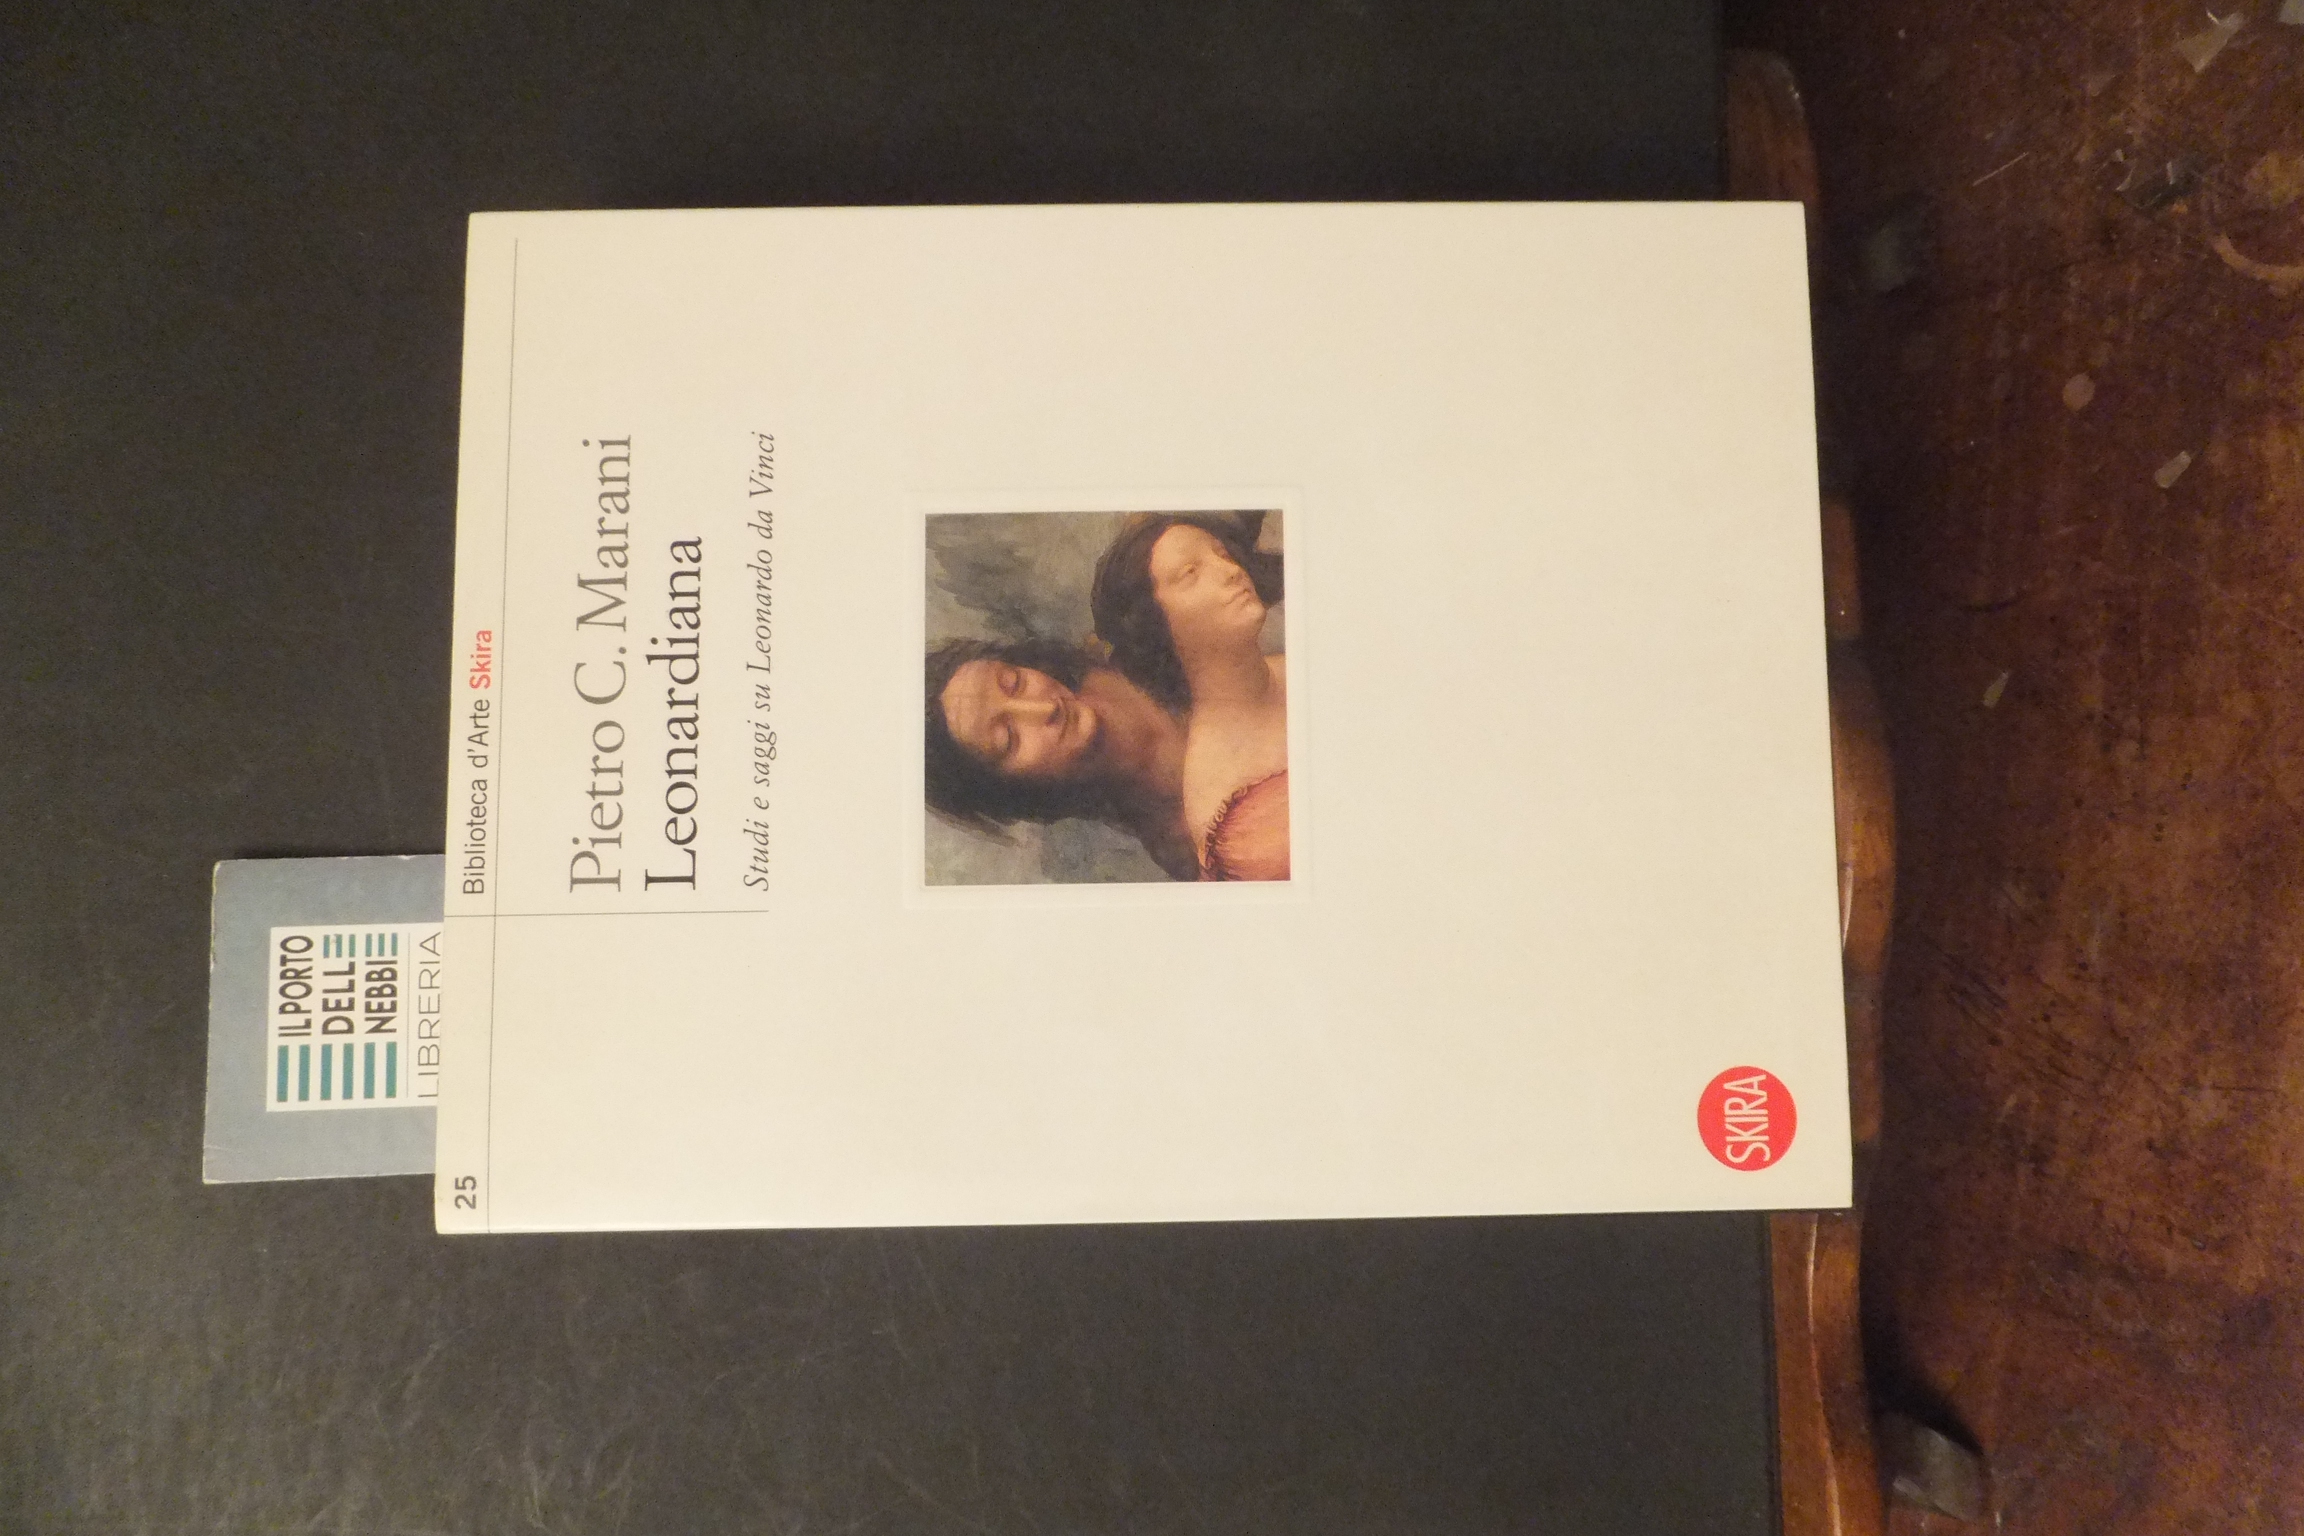 IL PORTO
DELLE
NEBBIE
LIBRERIA
25
Biblioteca d'Arte Skira
Pietro C. Marani
Leonardiana
Studi e saggi su Leonardo da Vinci
SKIRA